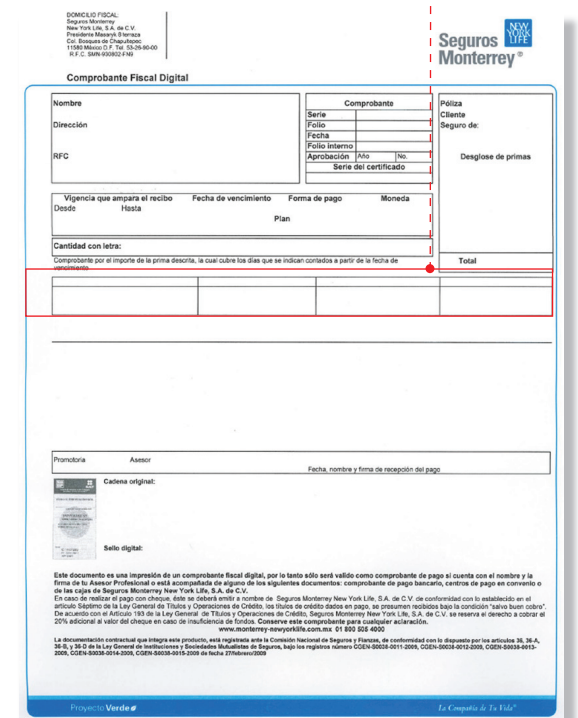 DOMICILIO FISCAL:
Seguros Monterrey
New York Life, S.A. de C.V.
Presidente Masaryk 8 terraza
Col. Bosques de Chapultepec
11580 México D.F. Tel. 53-26-90-00
R.F.C. SMN-930802-FN9
Seguros
Monterrey®
NEW
YORK
LIFE
Comprobante Fiscal Digital
Nombre
Dirección
RFC
Comprobante
Serie
Folio
Fecha
Folio interno
Aprobación Año No.
Serie del certificado
Póliza
Cliente
Seguro de:
Desglose de primas
Total
Vigencia que ampara el recibo Fecha de vencimiento Forma de pago Moneda
Desde Hasta
Plan
Cantidad con letra:
Comprobante por el importe de la prima descrita, la cual cubre los días que se indican contados a partir de la fecha de
vencimiento
Promotoria Asesor
Fecha, nombre y firma de recepción del pago
Cadena original:
Sello digital:
Este documento es una impresión de un comprobante fiscal digital, por lo tanto sólo será valido como comprobante de pago si cuenta con el nombre y la
firma de tu Asesor Profesional o está acompañada de alguno de los siguientes documentos: comprobante de pago bancario, centros de pago en convenio o
de las cajas de Seguros Monterrey New York Life, S.A. de C.V.
En caso de realizar el pago con cheque, éste se deberá emitir a nombre de Seguros Monterrey New York Life, S.A. de C.V. de conformidad con lo establecido en el
artículo Séptimo de la Ley General de Títulos y Operaciones de Crédito, los títulos de crédito dados en pago, se presumen recibidos bajo la condición "salvo buen cobro".
De acuerdo con el Artículo 193 de la Ley General de Títulos y Operaciones de Crédito, Seguros Monterrey New York Life, S.A. de C.V. se reserva el derecho a cobrar el
20% adicional al valor del cheque en caso de insuficiencia de fondos. Conserve este comprobante para cualquier aclaración.
www.monterrey-newyorklife.com.mx 01 800 505 4000
La documentación contractual que integra este producto, está registrada ante la Comisión Nacional de Seguros y Fianzas, de conformidad con lo dispuesto por los artículos 36, 36-A,
36-B, y 36-D de la Ley General de Instituciones y Sociedades Mutualistas de Seguros, bajo los registros número CGEN-S0038-0011-2009, CGEN-S0038-0012-2009, CGEN-S0038-0013-
2009, CGEN-S0038-0014-2009, CGEN-S0038-0015-2009 de fecha 27/febrero/2009
Proyecto Verde
La Compañía de Tu Vida®